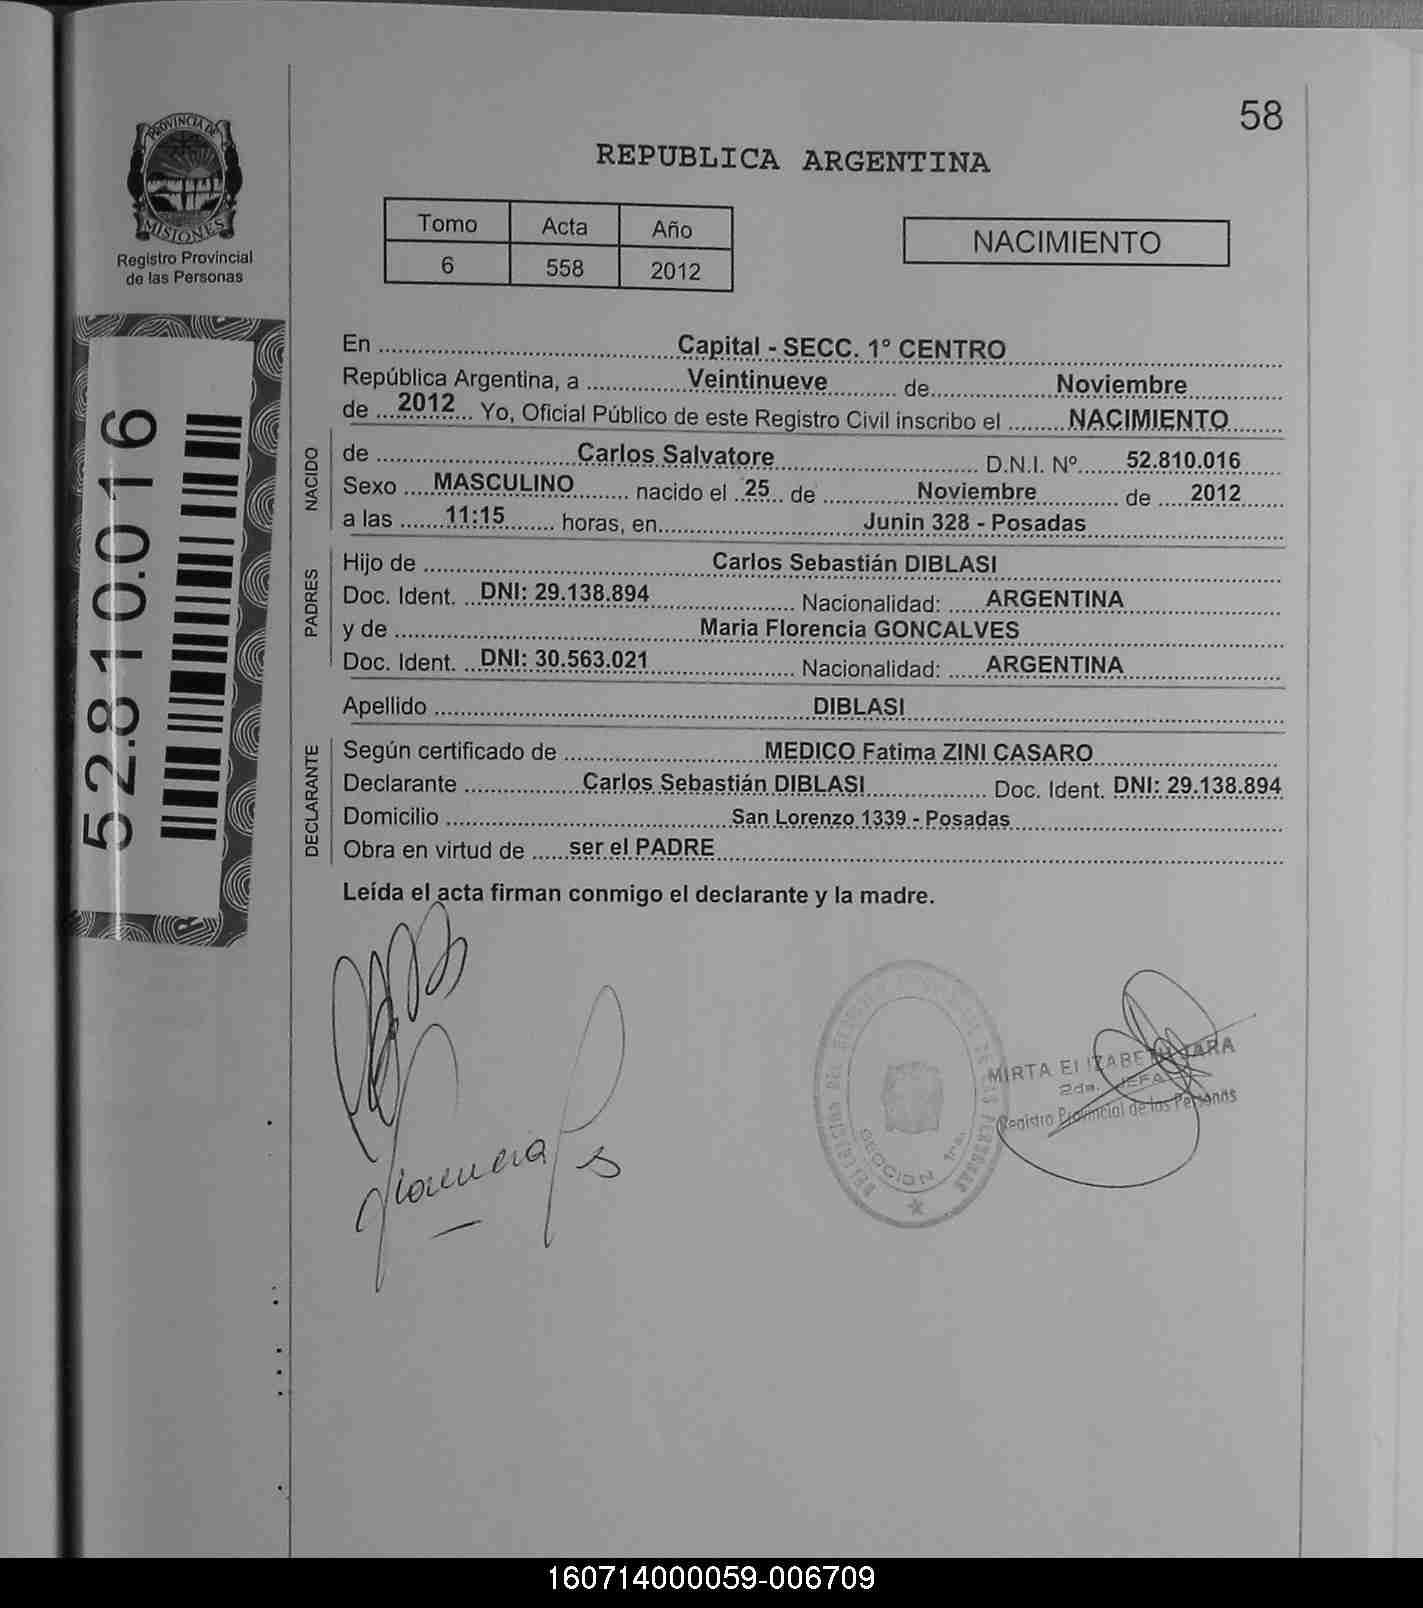 58
PROVINCIA DE
MISIONES
Registro Provincial
de las Personas
REPUBLICA ARGENTINA
Tomo Acta Año
6 558 2012
NACIMIENTO
52.810.016
En Capital - SECC. 1° CENTRO
República Argentina, a Veintinueve de Noviembre
de 2012 Yo, Oficial Público de este Registro Civil inscribo el NACIMIENTO
NACIDO
de Carlos Salvatore D.N.I. Nº 52.810.016
Sexo MASCULINO nacido el 25 de Noviembre de 2012
a las 11:15 horas, en Junin 328 - Posadas
PADRES
Hijo de Carlos Sebastián DIBLASI
Doc. Ident. DNI: 29.138.894 Nacionalidad: ARGENTINA
y de Maria Florencia GONCALVES
Doc. Ident. DNI: 30.563.021 Nacionalidad: ARGENTINA
Apellido DIBLASI
DECLARANTE
Según certificado de MEDICO Fatima ZINI CASARO
Declarante Carlos Sebastián DIBLASI Doc. Ident. DNI: 29.138.894
Domicilio San Lorenzo 1339 - Posadas
Obra en virtud de ser el PADRE
Leída el acta firman conmigo el declarante y la madre.
Florencia
SECCION 1ra.
MIRTA ELIZABETH JARA
2da. JEFA
Registro Provincial de las Personas
160714000059-006709